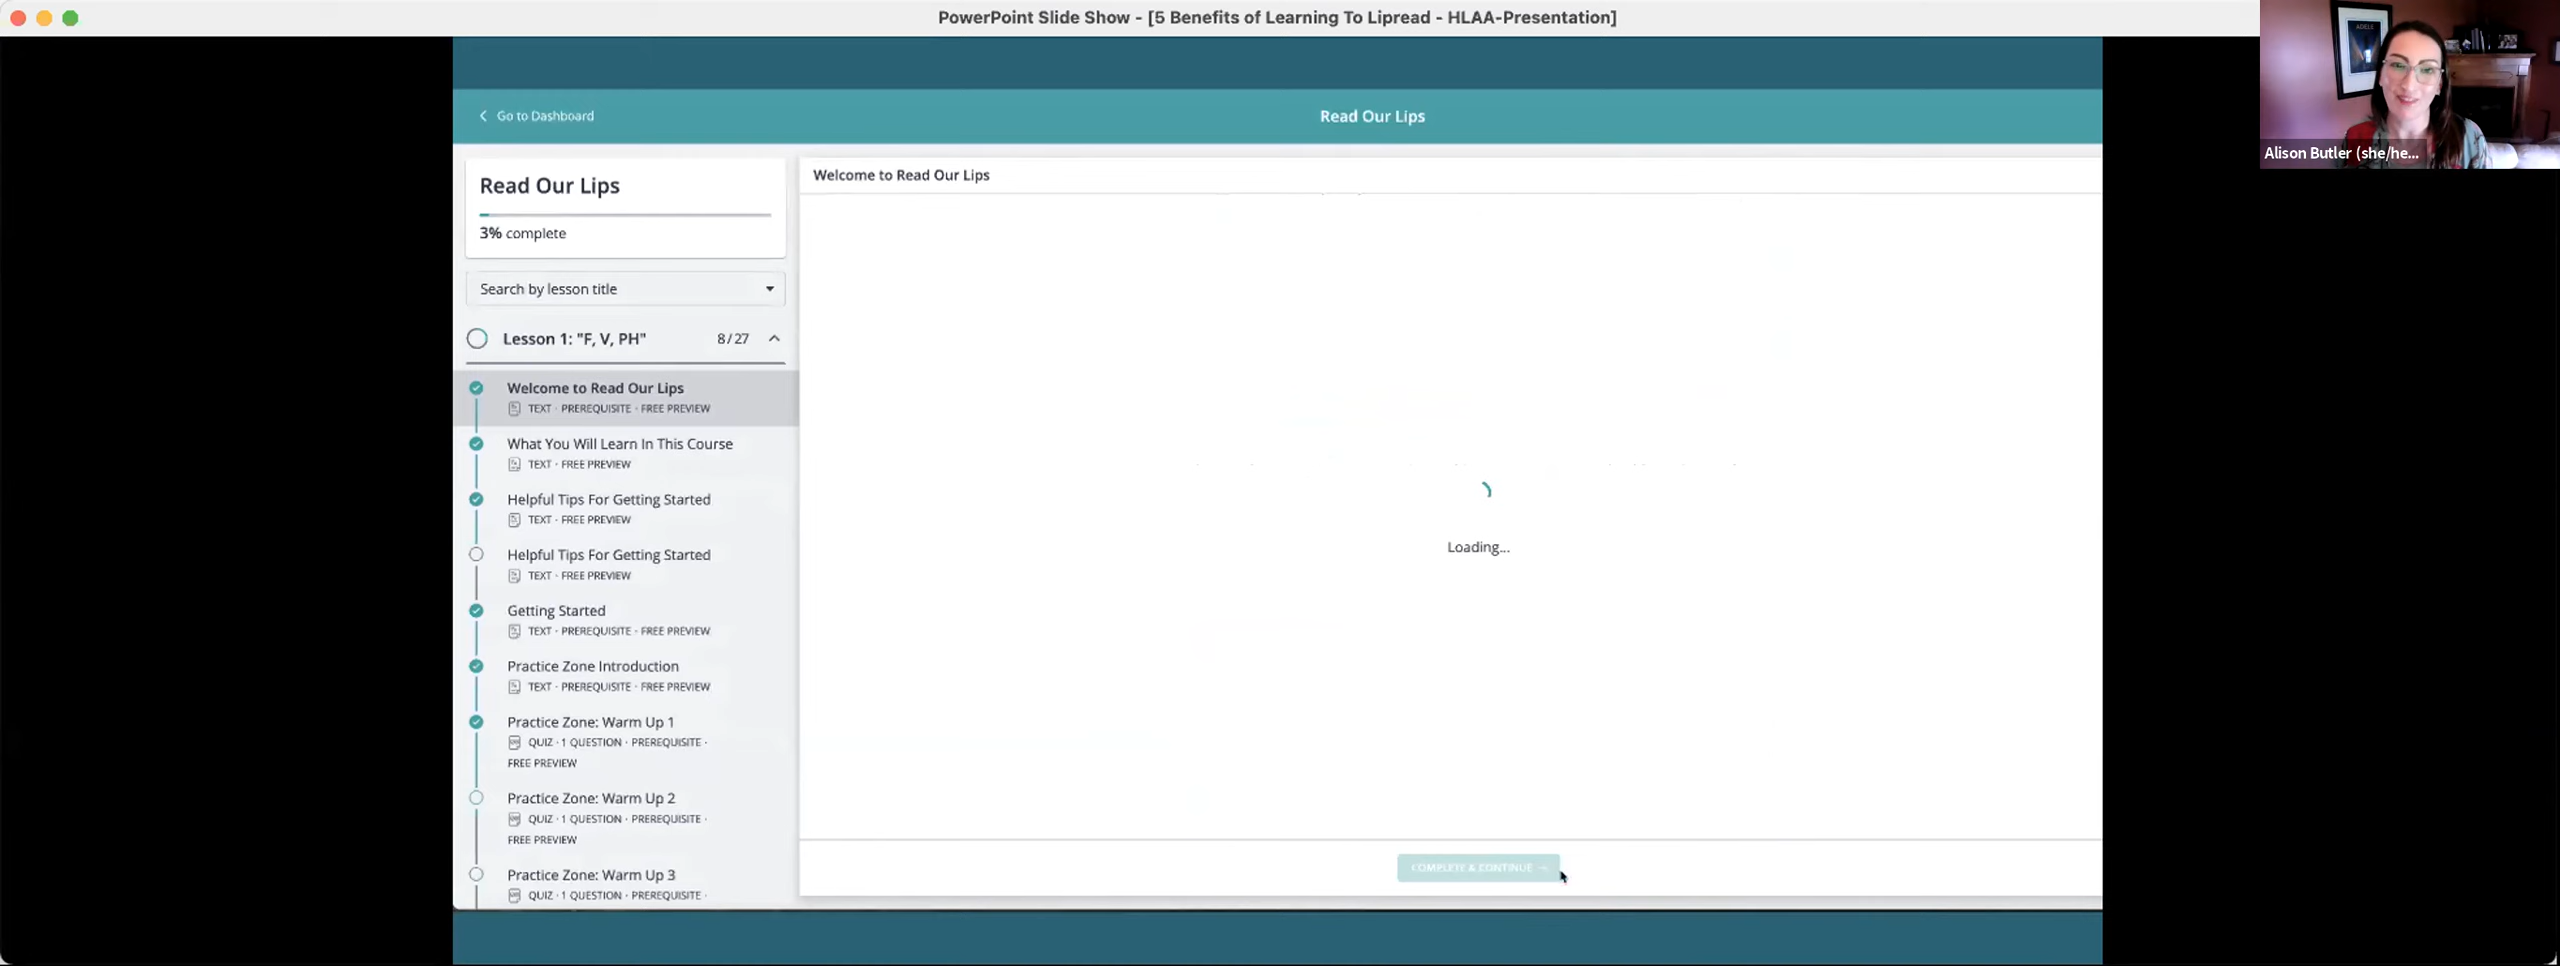 PowerPoint Slide Show - [5 Benefits of Learning To Lipread - HLAA-Presentation]
Alison Butler (she/he...
Go to Dashboard
Read Our Lips
Read Our Lips
3% complete
Search by lesson title
Lesson 1: "F, V, PH" 8/27
Welcome to Read Our Lips
TEXT · PREREQUISITE · FREE PREVIEW
What You Will Learn In This Course
TEXT · FREE PREVIEW
Helpful Tips For Getting Started
TEXT · FREE PREVIEW
Helpful Tips For Getting Started
TEXT · FREE PREVIEW
Getting Started
TEXT · PREREQUISITE · FREE PREVIEW
Practice Zone Introduction
TEXT · PREREQUISITE · FREE PREVIEW
Practice Zone: Warm Up 1
QUIZ · 1 QUESTION · PREREQUISITE ·
FREE PREVIEW
Practice Zone: Warm Up 2
QUIZ · 1 QUESTION · PREREQUISITE ·
FREE PREVIEW
Practice Zone: Warm Up 3
QUIZ · 1 QUESTION · PREREQUISITE ·
Welcome to Read Our Lips
Loading...
COMPLETE & CONTINUE →
ADELE